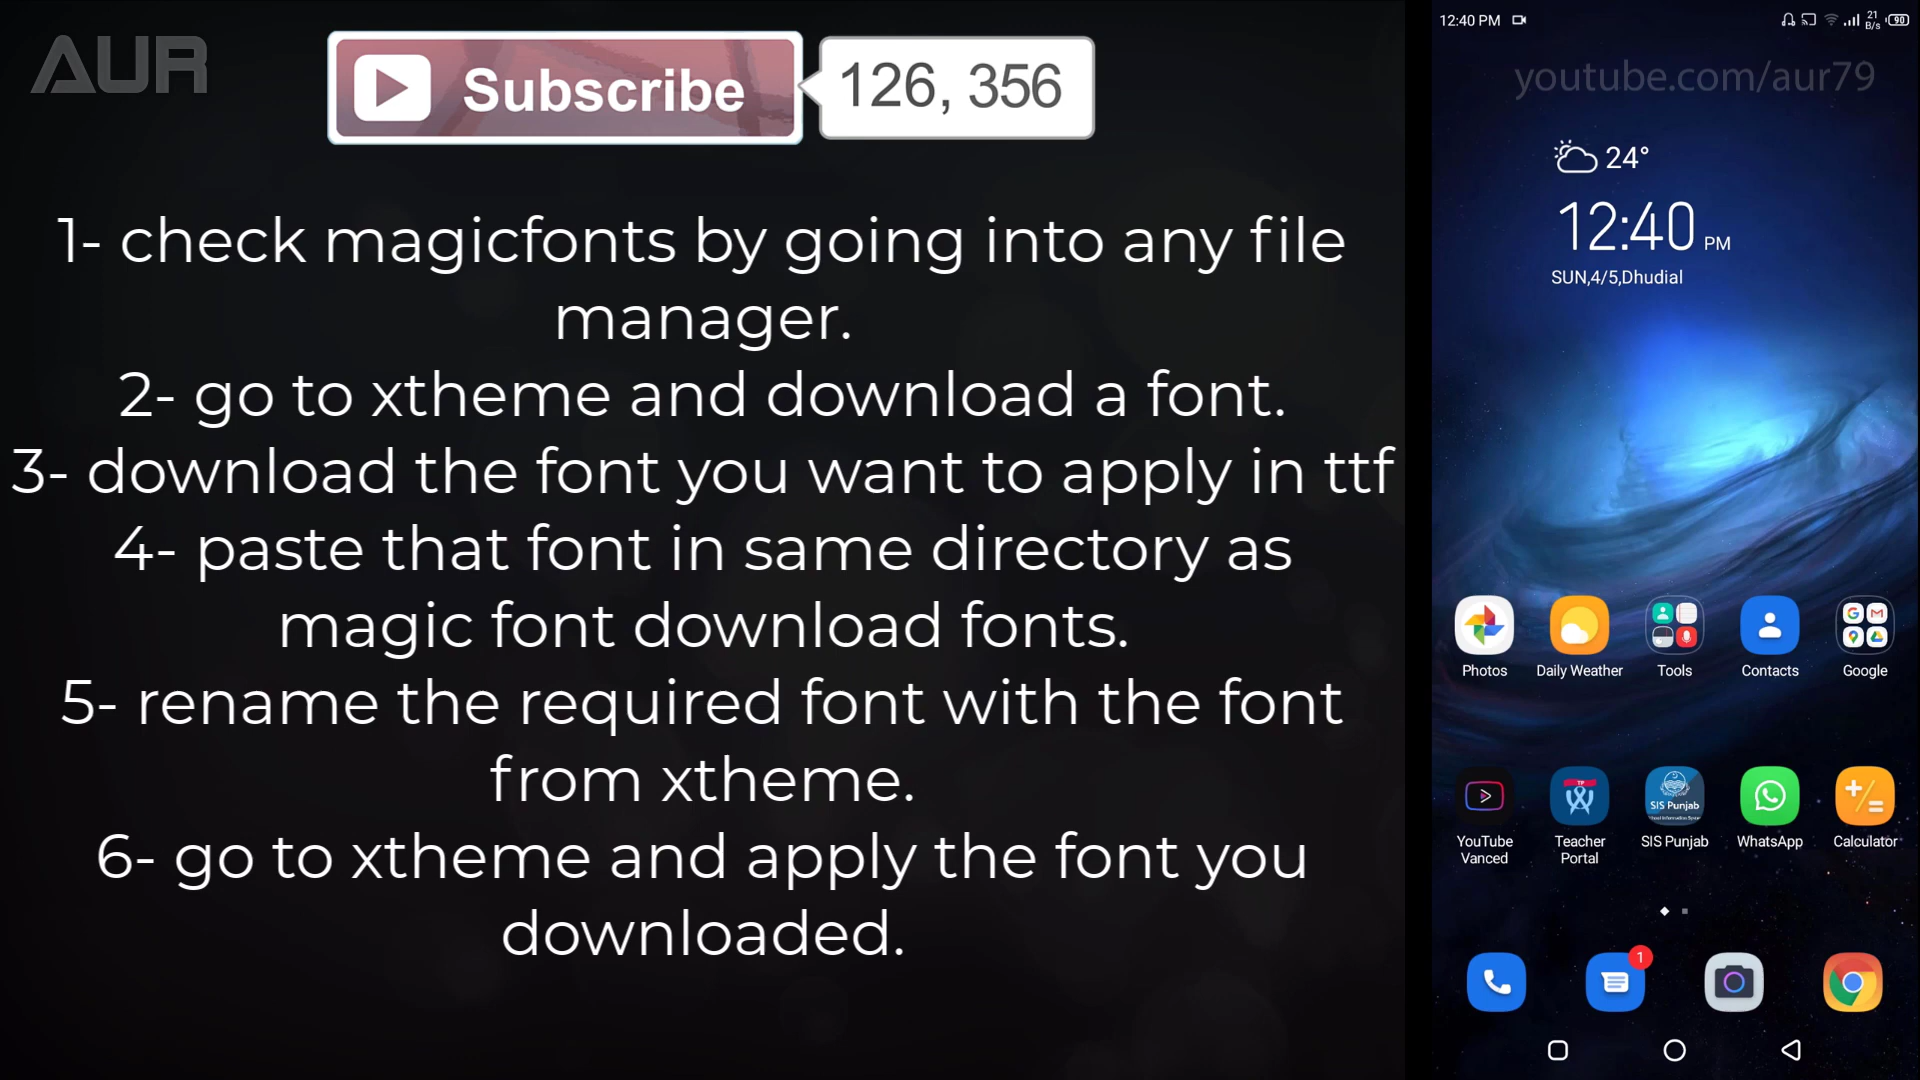 AUR
Subscribe
126, 356
1- check magicfonts by going into any file
manager.
2- go to xtheme and download a font.
3- download the font you want to apply in ttf
4- paste that font in same directory as
magic font download fonts.
5- rename the required font with the font
from xtheme.
6- go to xtheme and apply the font you
downloaded.
12:40 PM
21
B/s
90
youtube.com/aur79
24°
12:40 PM
SUN,4/5,Dhudial
Photos
Daily Weather
Tools
Contacts
Google
TP
SIS Punjab
YouTube
Vanced
Teacher
Portal
SIS Punjab
WhatsApp
Calculator
1